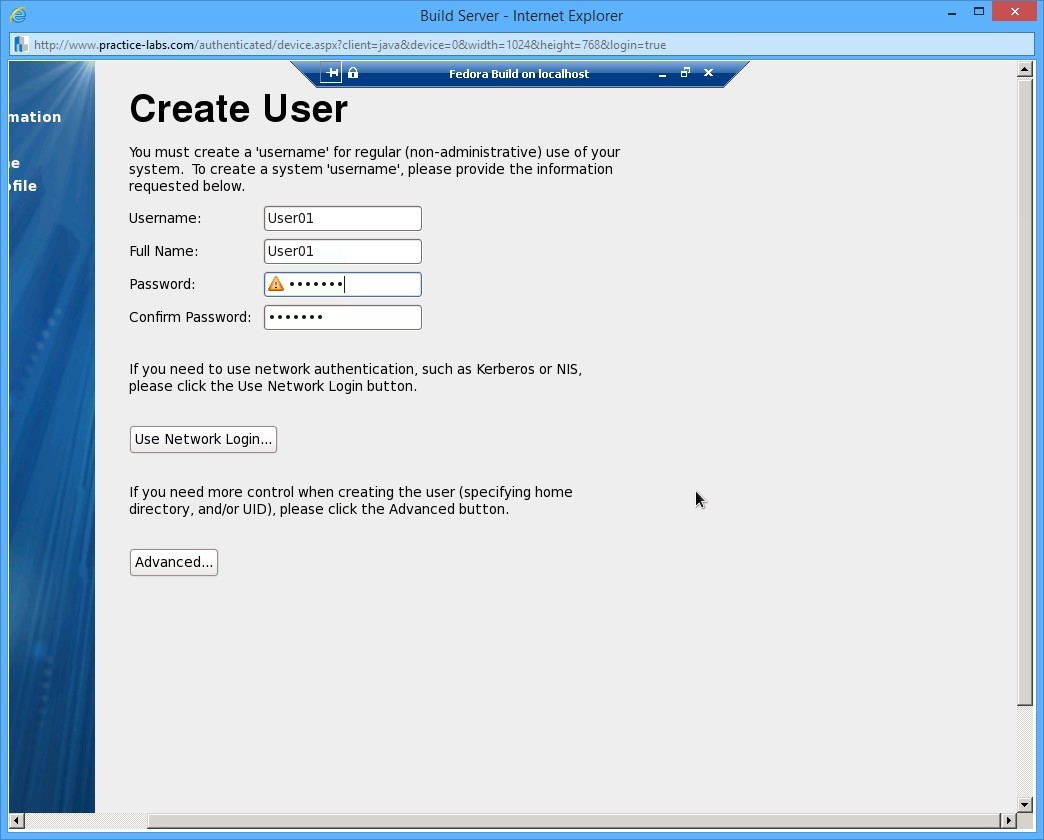 Build Server - Internet Explorer
http://www.practice-labs.com/authenticated/device.aspx?client=java&device=0&width=1024&height=768&login=true
Fedora Build on localhost
mation
e
ofile
Create User
You must create a 'username' for regular (non-administrative) use of your
system.  To create a system 'username', please provide the information
requested below.
Username: User01
Full Name: User01
Password: •••••••
Confirm Password: •••••••
If you need to use network authentication, such as Kerberos or NIS,
please click the Use Network Login button.
Use Network Login...
If you need more control when creating the user (specifying home
directory, and/or UID), please click the Advanced button.
Advanced...